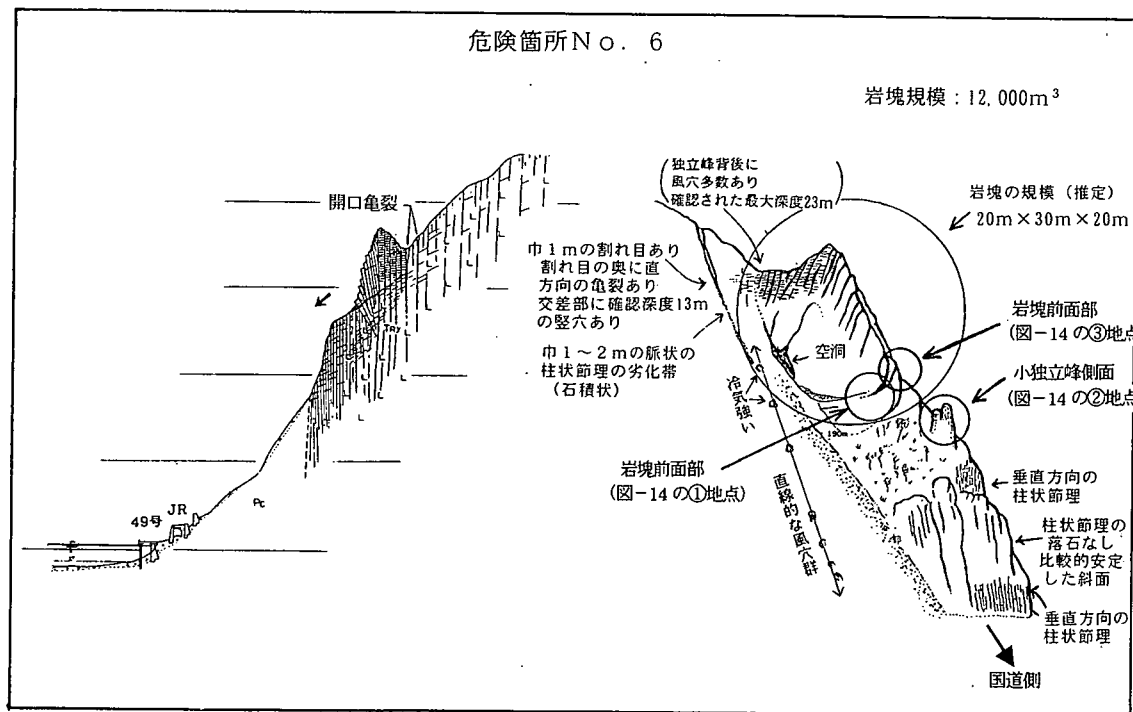 危険箇所No. 6
岩塊規模:12,000m³
開口亀裂
49号
JR
独立峰背後に
風穴多数あり
確認された最大深度23m
岩塊の規模(推定)
20m×30m×20m
巾1mの割れ目あり
割れ目の奥に直
方向の亀裂あり
交差部に確認深度13m
の竪穴あり
巾1～2mの脈状の
柱状節理の劣化帯
(石積状)
空洞
冷気強い
直線的な風穴群
190m
岩塊前面部
(図-14の③地点)
小独立峰側面
(図-14の②地点)
岩塊前面部
(図-14の①地点)
垂直方向の
柱状節理
柱状節理の
落石なし
比較的安定
した斜面
垂直方向の
柱状節理
国道側